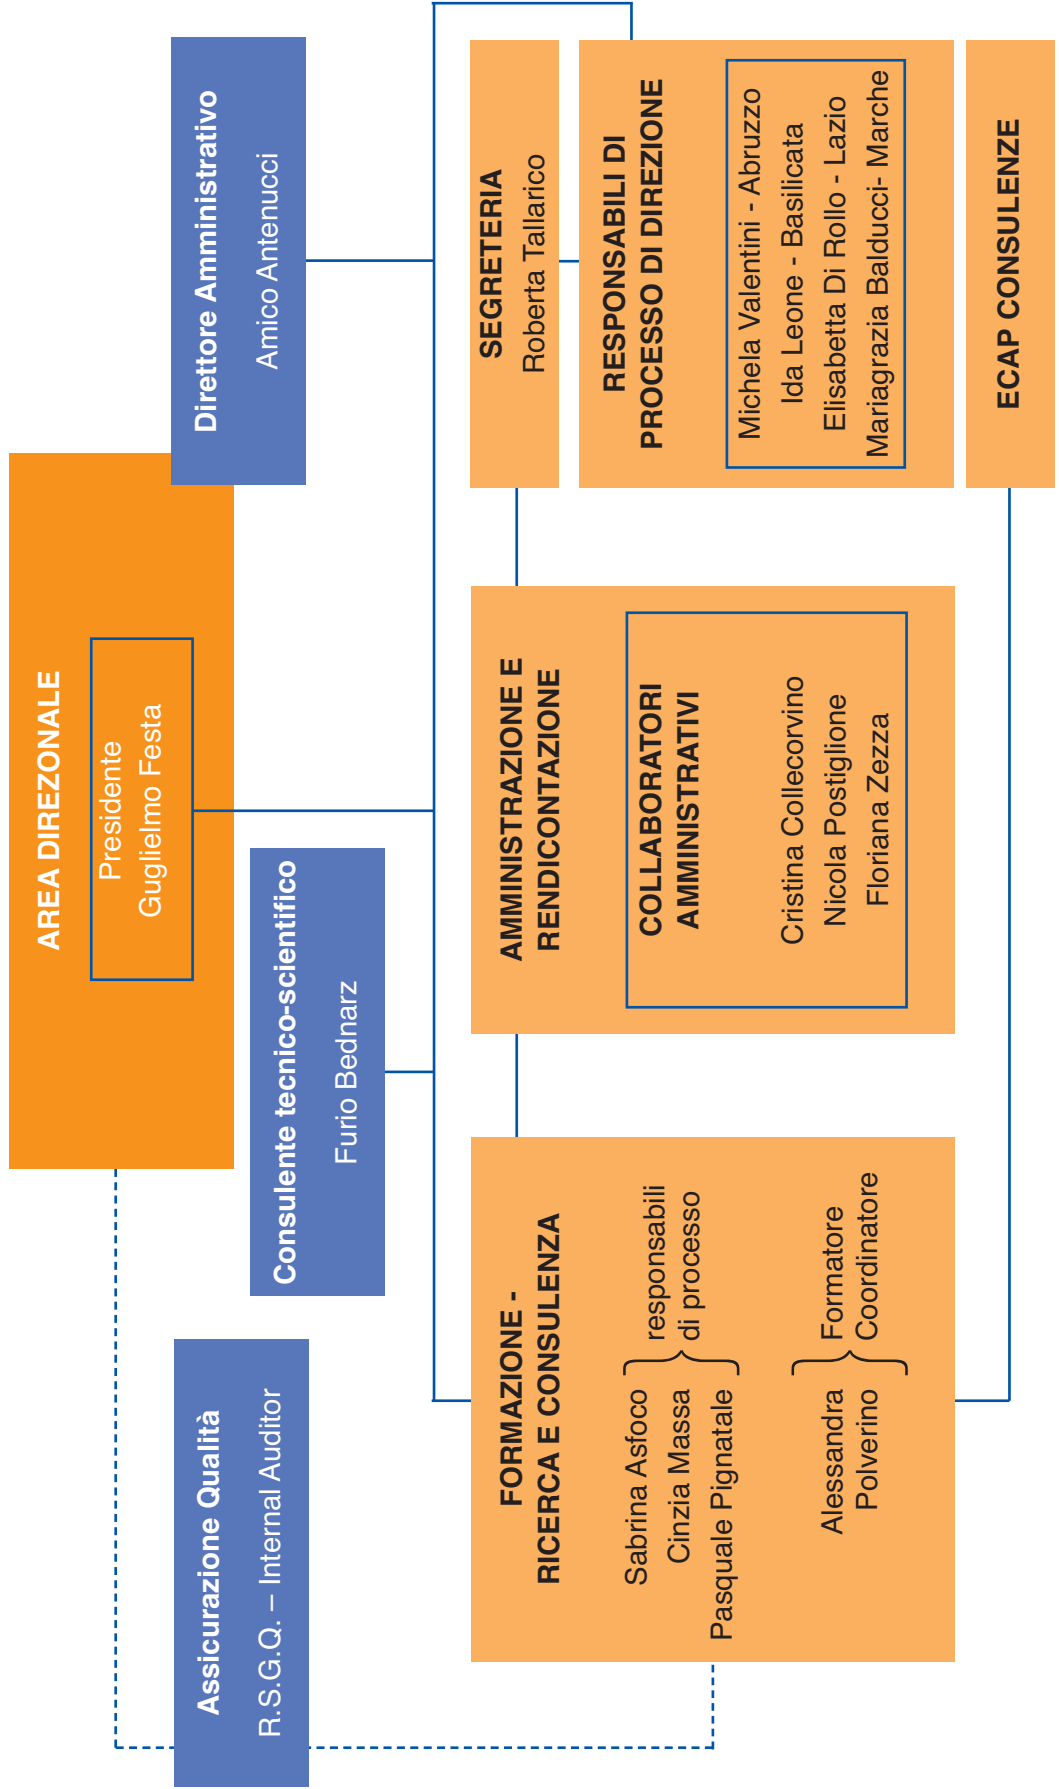 AREA DIREZONALE
Presidente
Guglielmo Festa
Assicurazione Qualità
R.S.G.Q. – Internal Auditor
Consulente tecnico-scientifico
Furio Bednarz
Direttore Amministrativo
Amico Antenucci
FORMAZIONE -
RICERCA E CONSULENZA
Sabrina Asfoco
Cinzia Massa
Pasquale Pignatale
responsabili
di processo
Alessandra
Polverino
Formatore
Coordinatore
AMMINISTRAZIONE E
RENDICONTAZIONE
COLLABORATORI
AMMINISTRATIVI
Cristina Collecorvino
Nicola Postiglione
Floriana Zezza
SEGRETERIA
Roberta Tallarico
RESPONSABILI DI
PROCESSO DI DIREZIONE
Michela Valentini - Abruzzo
Ida Leone - Basilicata
Elisabetta Di Rollo - Lazio
Mariagrazia Balducci- Marche
ECAP CONSULENZE